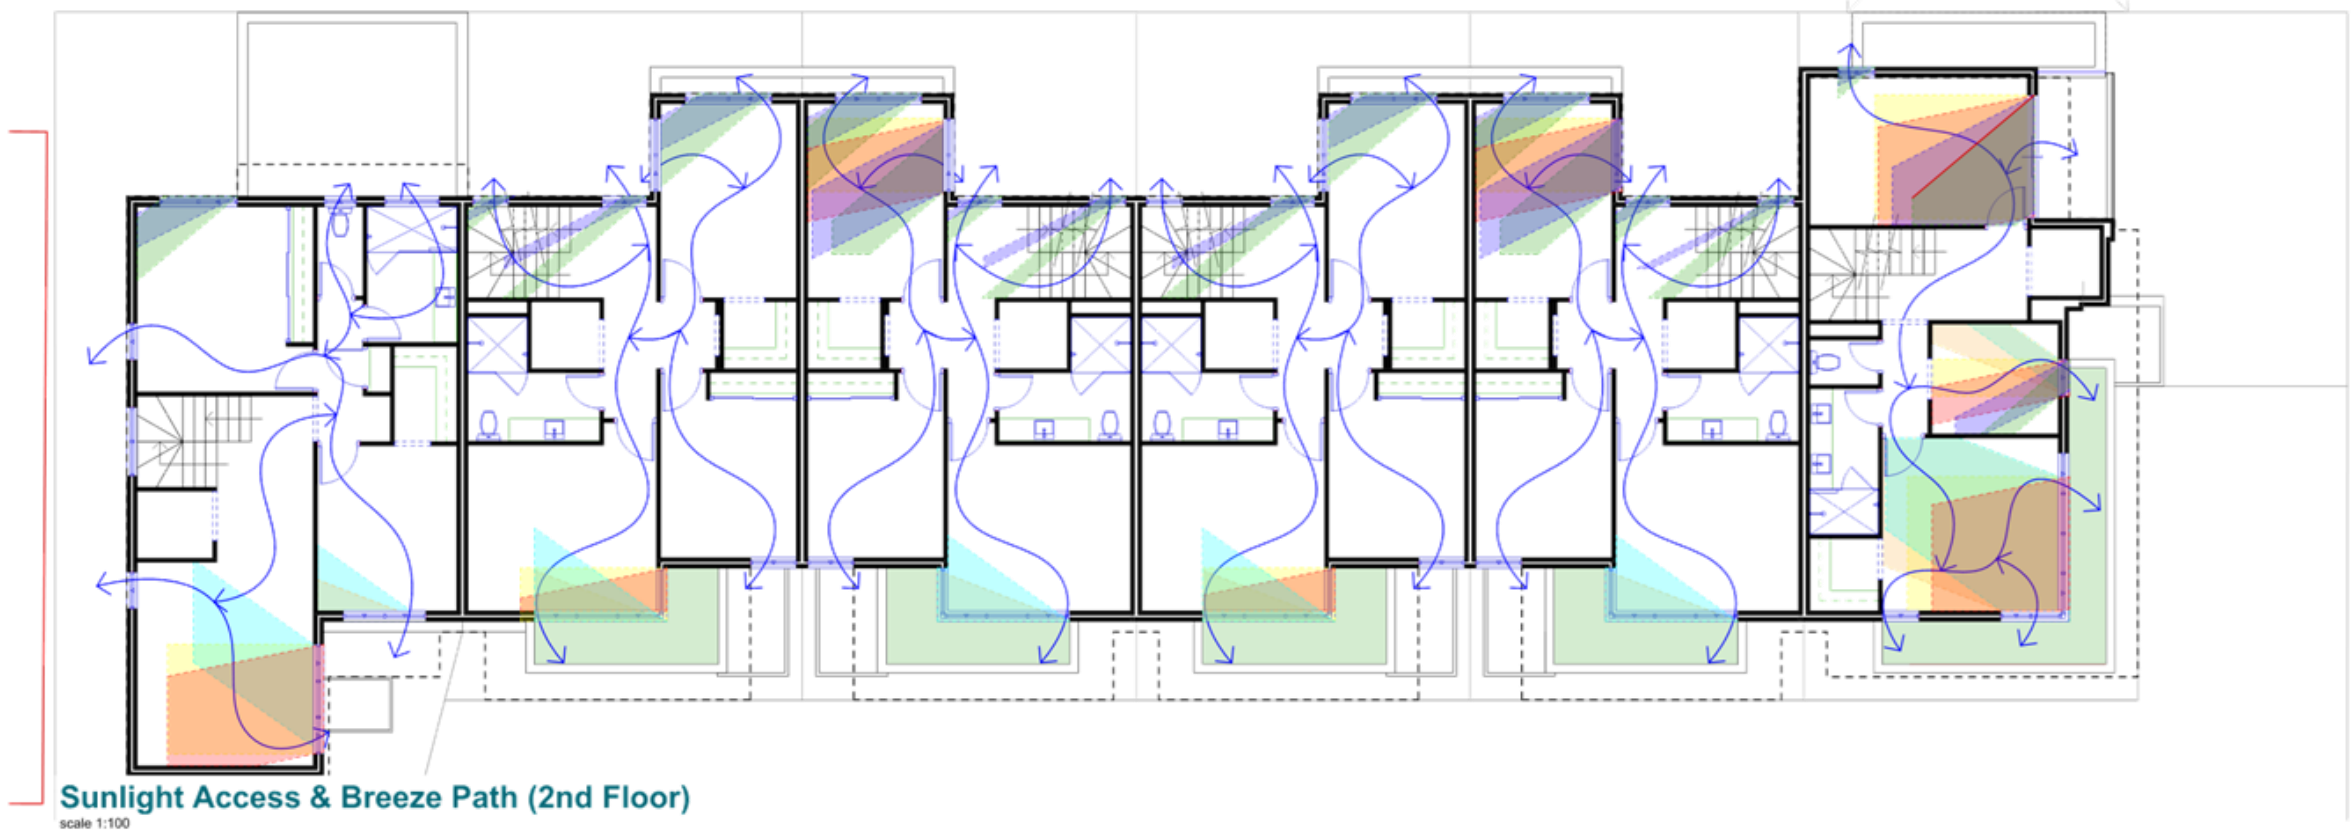 Sunlight Access & Breeze Path (2nd Floor)
scale 1:100